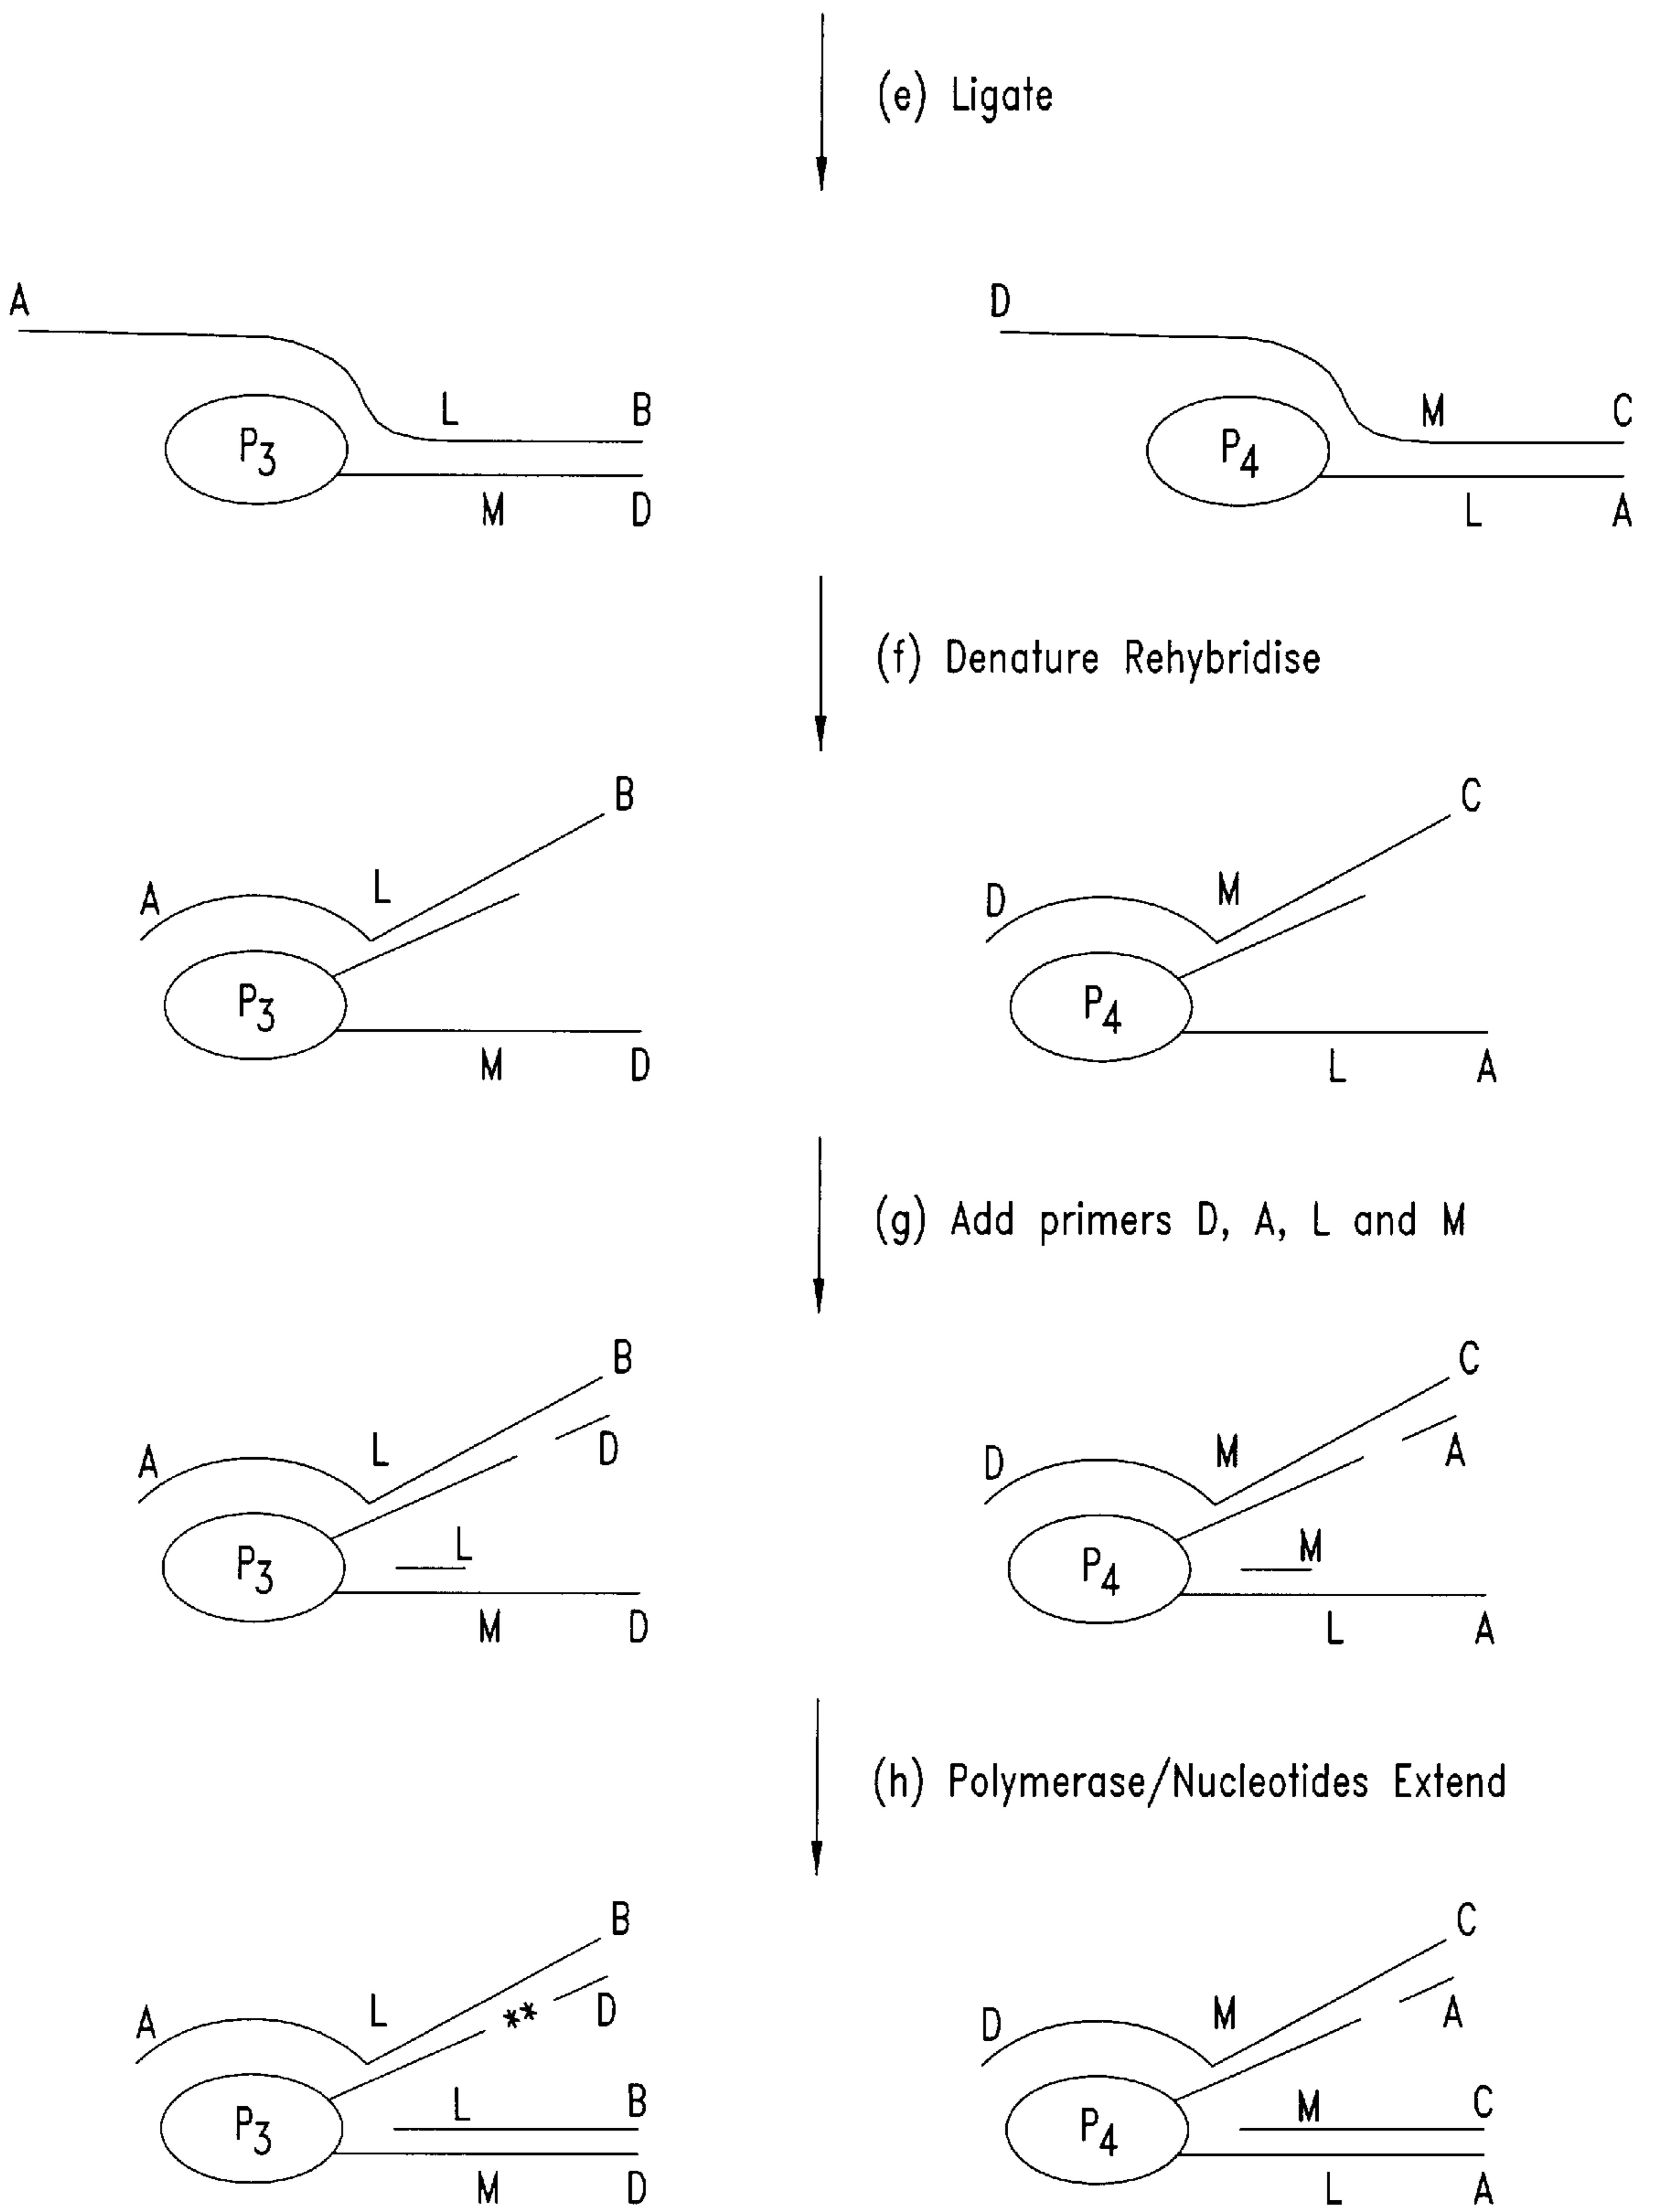 (e) Ligate
A D
L B M C
P3 P4
M D L A
(f) Denature Rehybridise
B C
A L D M
P3 P4
M D L A
(g) Add primers D, A, L and M
B C
A L D D M A
L M
P3 P4
M D L A
(h) Polymerase/Nucleotides Extend
B C
A L ** D D M A
L B M C
P3 P4
M D L A